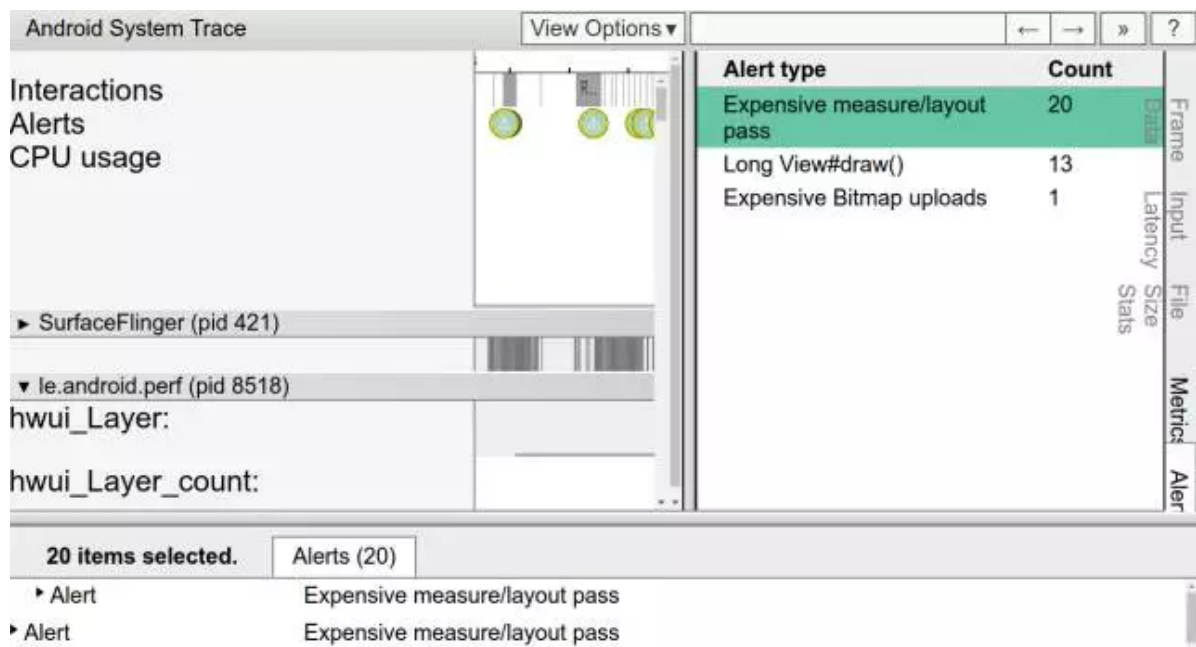 Android System Trace
View Options ▾
← → » ?
Interactions
Alerts
CPU usage
R...
▸ SurfaceFlinger (pid 421)
▾ le.android.perf (pid 8518)
hwui_Layer:
hwui_Layer_count:
Alert type Count
Expensive measure/layout 20
pass
Long View#draw() 13
Expensive Bitmap uploads 1
Frame
Data
Input
Latency
File
Size
Stats
Metrics
Aler
20 items selected. Alerts (20)
▸ Alert Expensive measure/layout pass
▸ Alert Expensive measure/layout pass